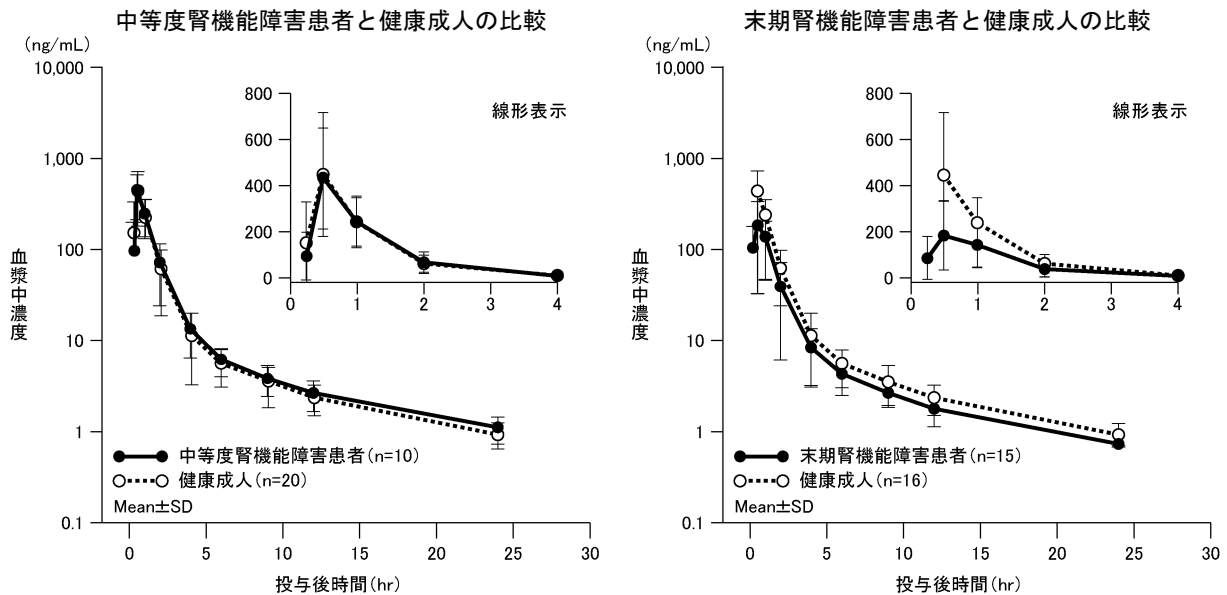 中等度腎機能障害患者と健康成人の比較
(ng/mL)
10,000
1,000
100
10
1
0.1
血漿中濃度
800
600
400
200
0
線形表示
0 1 2 3 4
中等度腎機能障害患者(n=10)
健康成人(n=20)
Mean±SD
0 5 10 15 20 25 30
投与後時間(hr)
末期腎機能障害患者と健康成人の比較
(ng/mL)
10,000
1,000
100
10
1
0.1
血漿中濃度
800
600
400
200
0
線形表示
0 1 2 3 4
末期腎機能障害患者(n=15)
健康成人(n=16)
Mean±SD
0 5 10 15 20 25 30
投与後時間(hr)